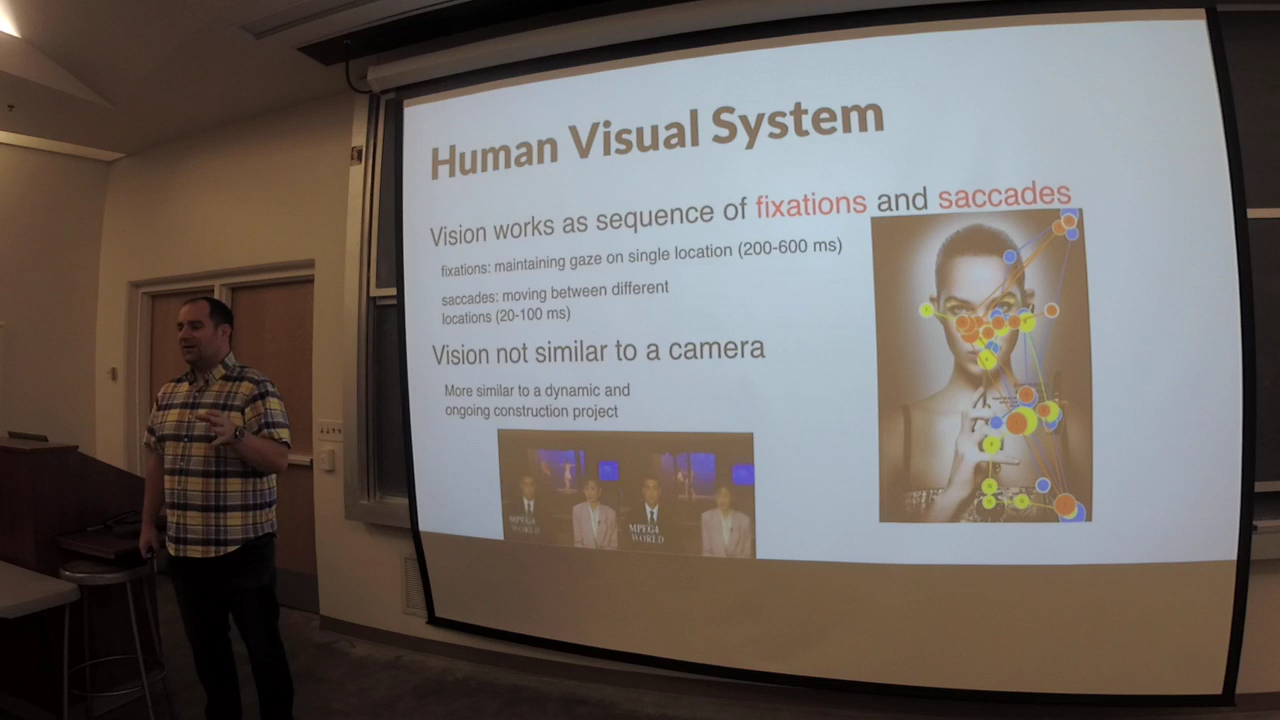 Human Visual System
Vision works as sequence of fixations and saccades
fixations: maintaining gaze on single location (200-600 ms)
saccades: moving between different
locations (20-100 ms)
Vision not similar to a camera
More similar to a dynamic and
ongoing construction project
MPEG4
WORLD
MPEG4
WORLD